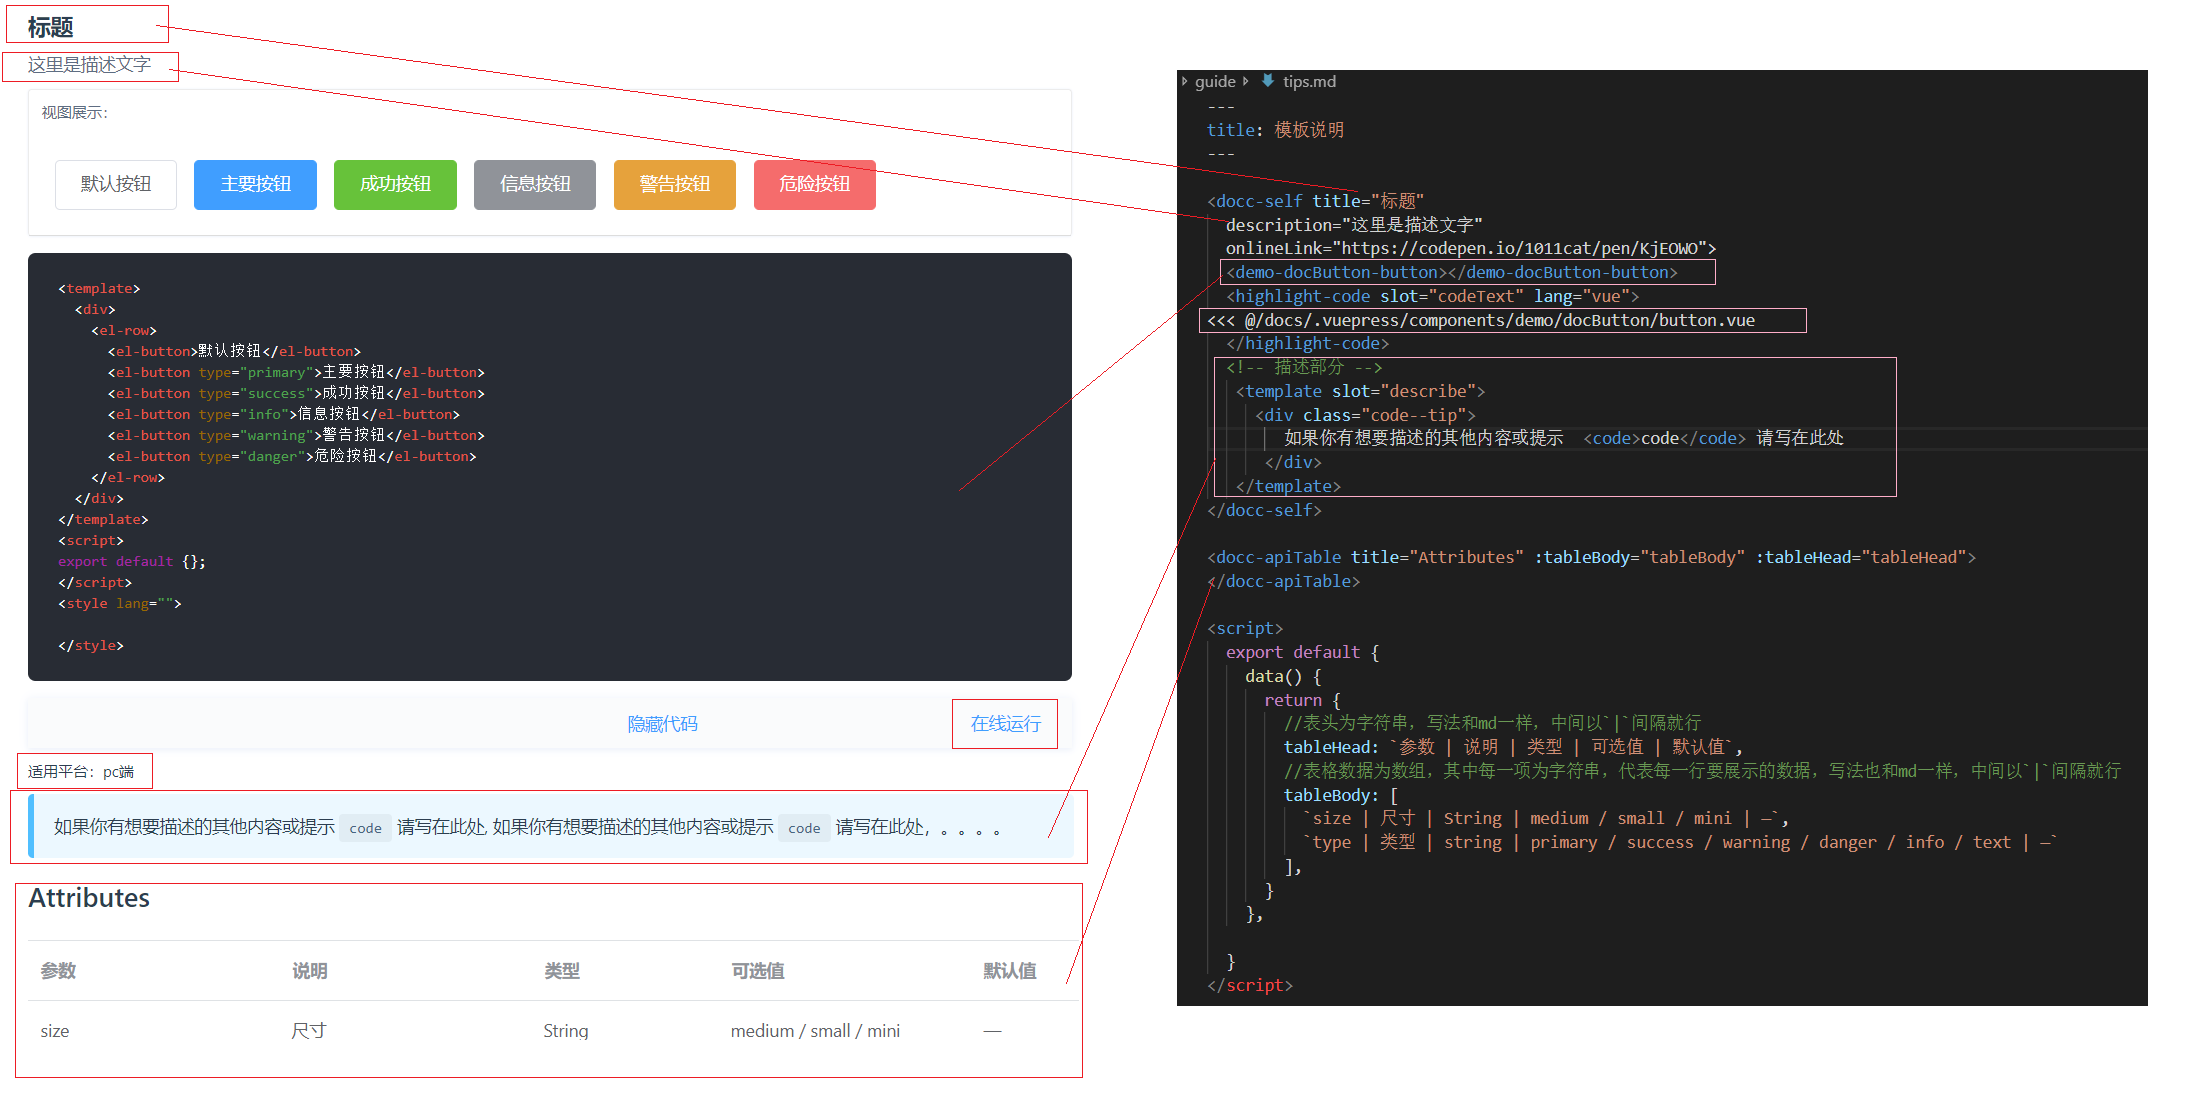 标题
这里是描述文字
视图展示:
默认按钮 主要按钮 成功按钮 信息按钮 警告按钮 危险按钮
<template>
<div>
<el-row>
<el-button>默认按钮</el-button>
<el-button type="primary">主要按钮</el-button>
<el-button type="success">成功按钮</el-button>
<el-button type="info">信息按钮</el-button>
<el-button type="warning">警告按钮</el-button>
<el-button type="danger">危险按钮</el-button>
</el-row>
</div>
</template>
<script>
export default {};
</script>
<style lang="">
</style>
隐藏代码 在线运行
适用平台：pc端
如果你有想要描述的其他内容或提示 code 请写在此处, 如果你有想要描述的其他内容或提示 code 请写在此处，。。。。。
Attributes
参数 说明 类型 可选值 默认值
size 尺寸 String medium / small / mini —
guide tips.md
---
title: 模板说明
---
<docc-self title="标题"
description="这里是描述文字"
onlineLink="https://codepen.io/1011cat/pen/KjEOWO">
<demo-docButton-button></demo-docButton-button>
<highlight-code slot="codeText" lang="vue">
<<< @/docs/.vuepress/components/demo/docButton/button.vue
</highlight-code>
<!-- 描述部分 -->
<template slot="describe">
<div class="code--tip">
如果你有想要描述的其他内容或提示 <code>code</code> 请写在此处
</div>
</template>
</docc-self>
<docc-apiTable title="Attributes" :tableBody="tableBody" :tableHead="tableHead">
</docc-apiTable>
<script>
export default {
data() {
return {
//表头为字符串，写法和md一样，中间以`|`间隔就行
tableHead: `参数 | 说明 | 类型 | 可选值 | 默认值`,
//表格数据为数组，其中每一项为字符串，代表每一行要展示的数据，写法也和md一样，中间以`|`间隔就行
tableBody: [
`size | 尺寸 | String | medium / small / mini | —`,
`type | 类型 | string | primary / success / warning / danger / info / text | —`
],
}
},
}
</script>